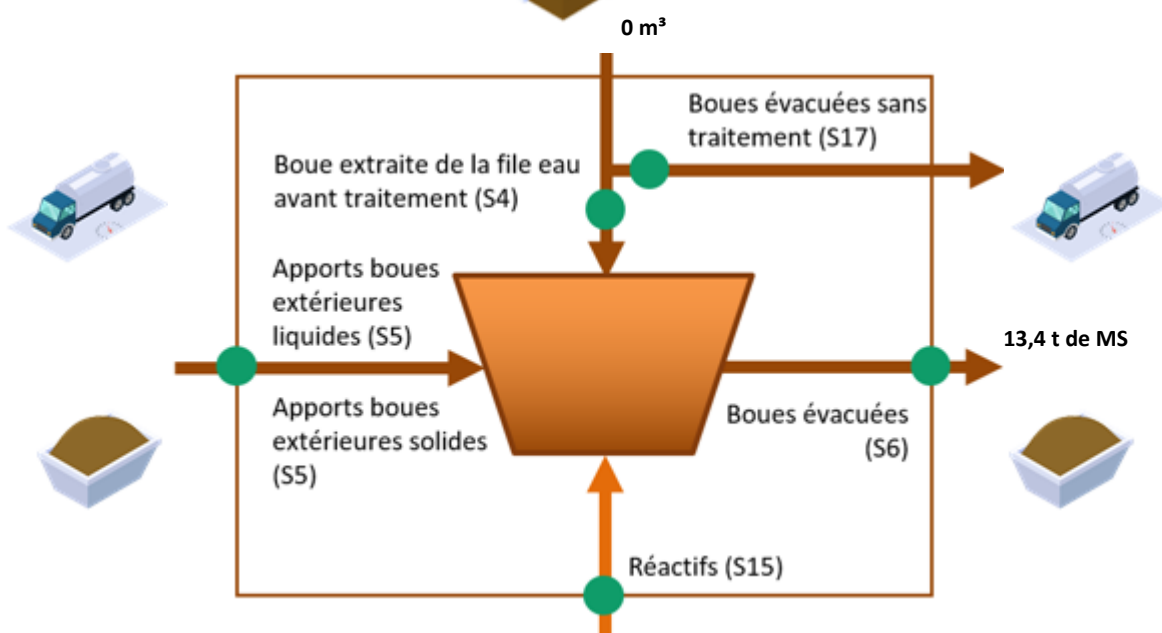 0 m³
Boues évacuées sans
traitement (S17)
Boue extraite de la file eau
avant traitement (S4)
Apports boues
extérieures
liquides (S5)
13,4 t de MS
Apports boues
extérieures solides
(S5)
Boues évacuées
(S6)
Réactifs (S15)